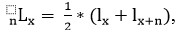 ₙLₓ = 1/2 * (lₓ + lₓ₊ₙ),